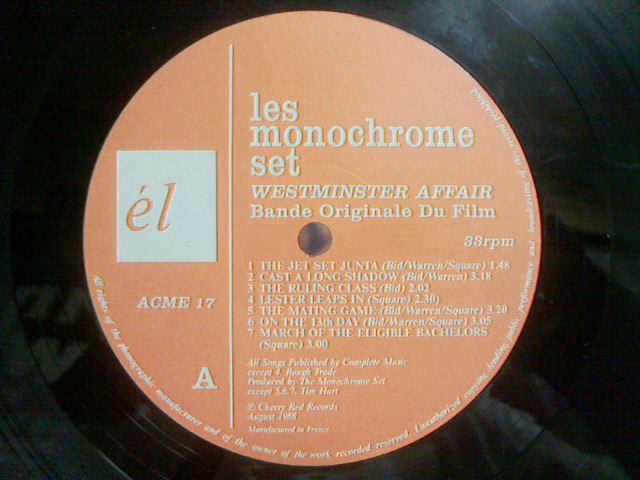 les
monochrome
set
WESTMINSTER AFFAIR
Bande Originale Du Film
él
33rpm
ACME 17
A
1 THE JET SET JUNTA (Bid/Warren/Square) 1.48
2 CAST A LONG SHADOW (Bid/Warren/Square) 3.18
3 THE RULING CLASS (Bid) 2.02
4 LESTER LEAPS IN (Square) 2.30)
5 THE MATING GAME (Bid/Warren/Square) 3.20
6 ON THE 13th DAY (Bid/Warren/Square) 3.05
7 MARCH OF THE ELIGIBLE BACHELORS
(Square) 3.00
All Songs Published by Complete Music
except 4. Rough Trade
Produced by The Monochrome Set
except 5.6.7. Tim Hart
℗ Cherry Red Records
August 1988
Manufactured in France
All rights of the phonographic manufacturer and of the owner of the work recorded reserved. Unauthorized copying, lending, public performance and broadcasting of this record prohibited